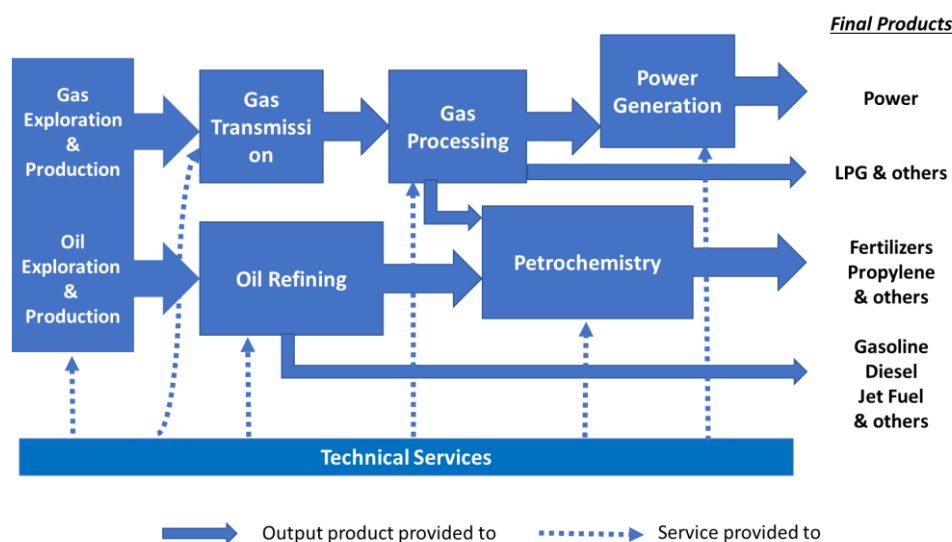 Final Products
Gas
Exploration
&
Production
Gas
Transmissi
on
Gas
Processing
Power
Generation
Power
LPG & others
Oil
Exploration
&
Production
Oil Refining
Petrochemistry
Fertilizers
Propylene
& others
Gasoline
Diesel
Jet Fuel
& others
Technical Services
Output product provided to
Service provided to